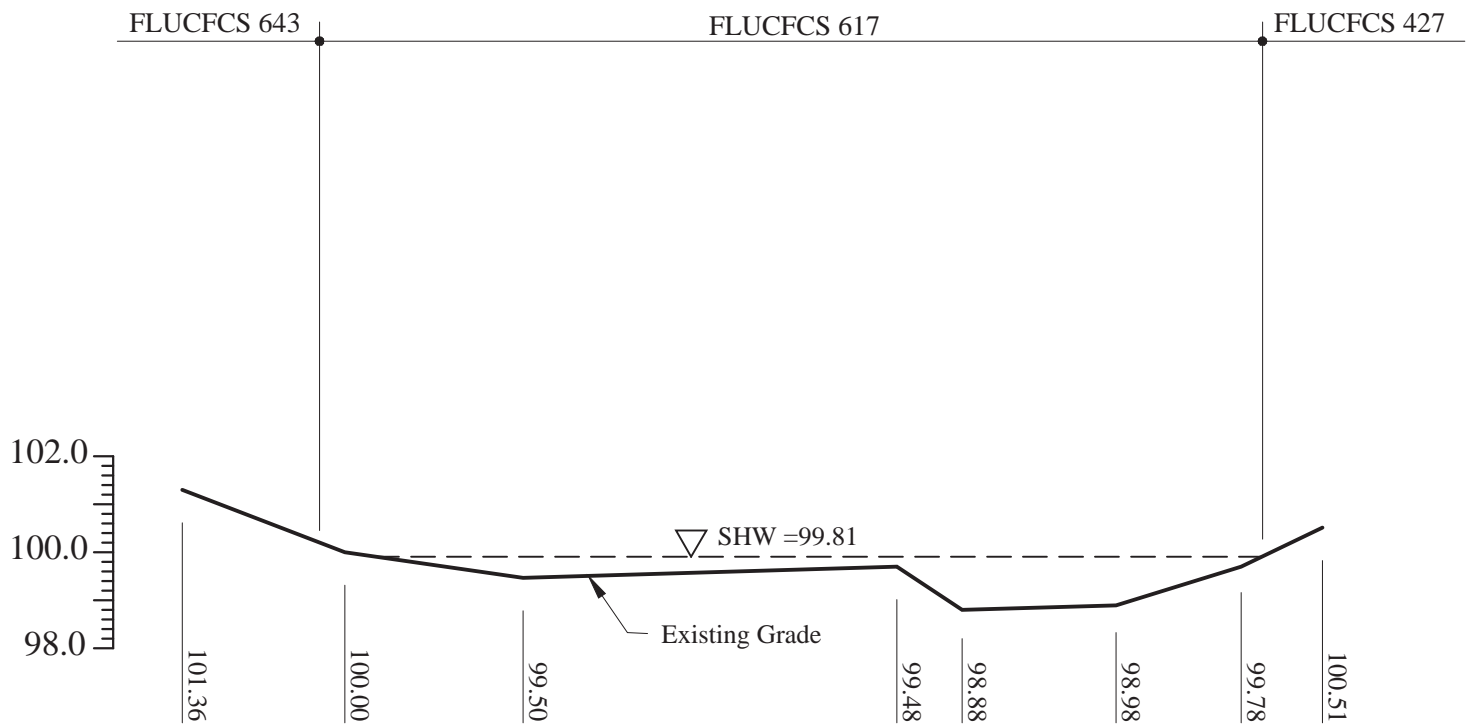 FLUCFCS 643
FLUCFCS 617
FLUCFCS 427
102.0
100.0
98.0
SHW =99.81
Existing Grade
101.36
100.00
99.50
99.48
98.88
98.98
99.78
100.51